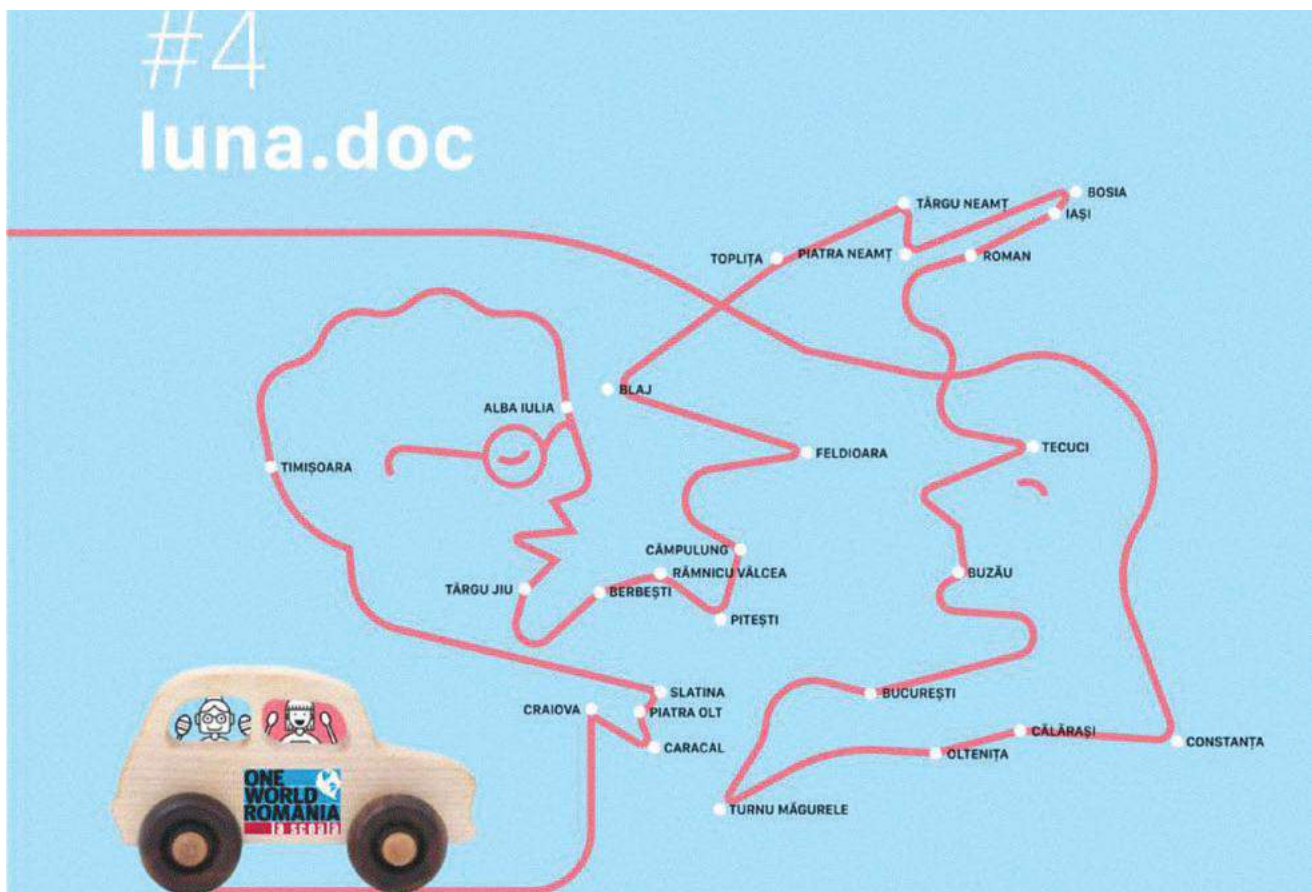 #4
luna.doc
BOSIA
TÂRGU NEAMȚ
IAȘI
TOPLIȚA
PIATRA NEAMȚ
ROMAN
BLAJ
ALBA IULIA
TIMIȘOARA
FELDIOARA
TECUCI
CÂMPULUNG
RÂMNICU VÂLCEA
BUZĂU
TÂRGU JIU
BERBEȘTI
PITEȘTI
SLATINA
BUCUREȘTI
CRAIOVA
PIATRA OLT
CĂLĂRAȘI
CONSTANȚA
CARACAL
OLTENIȚA
TURNU MĂGURELE
ONE
WORLD
ROMANIA
la scoala